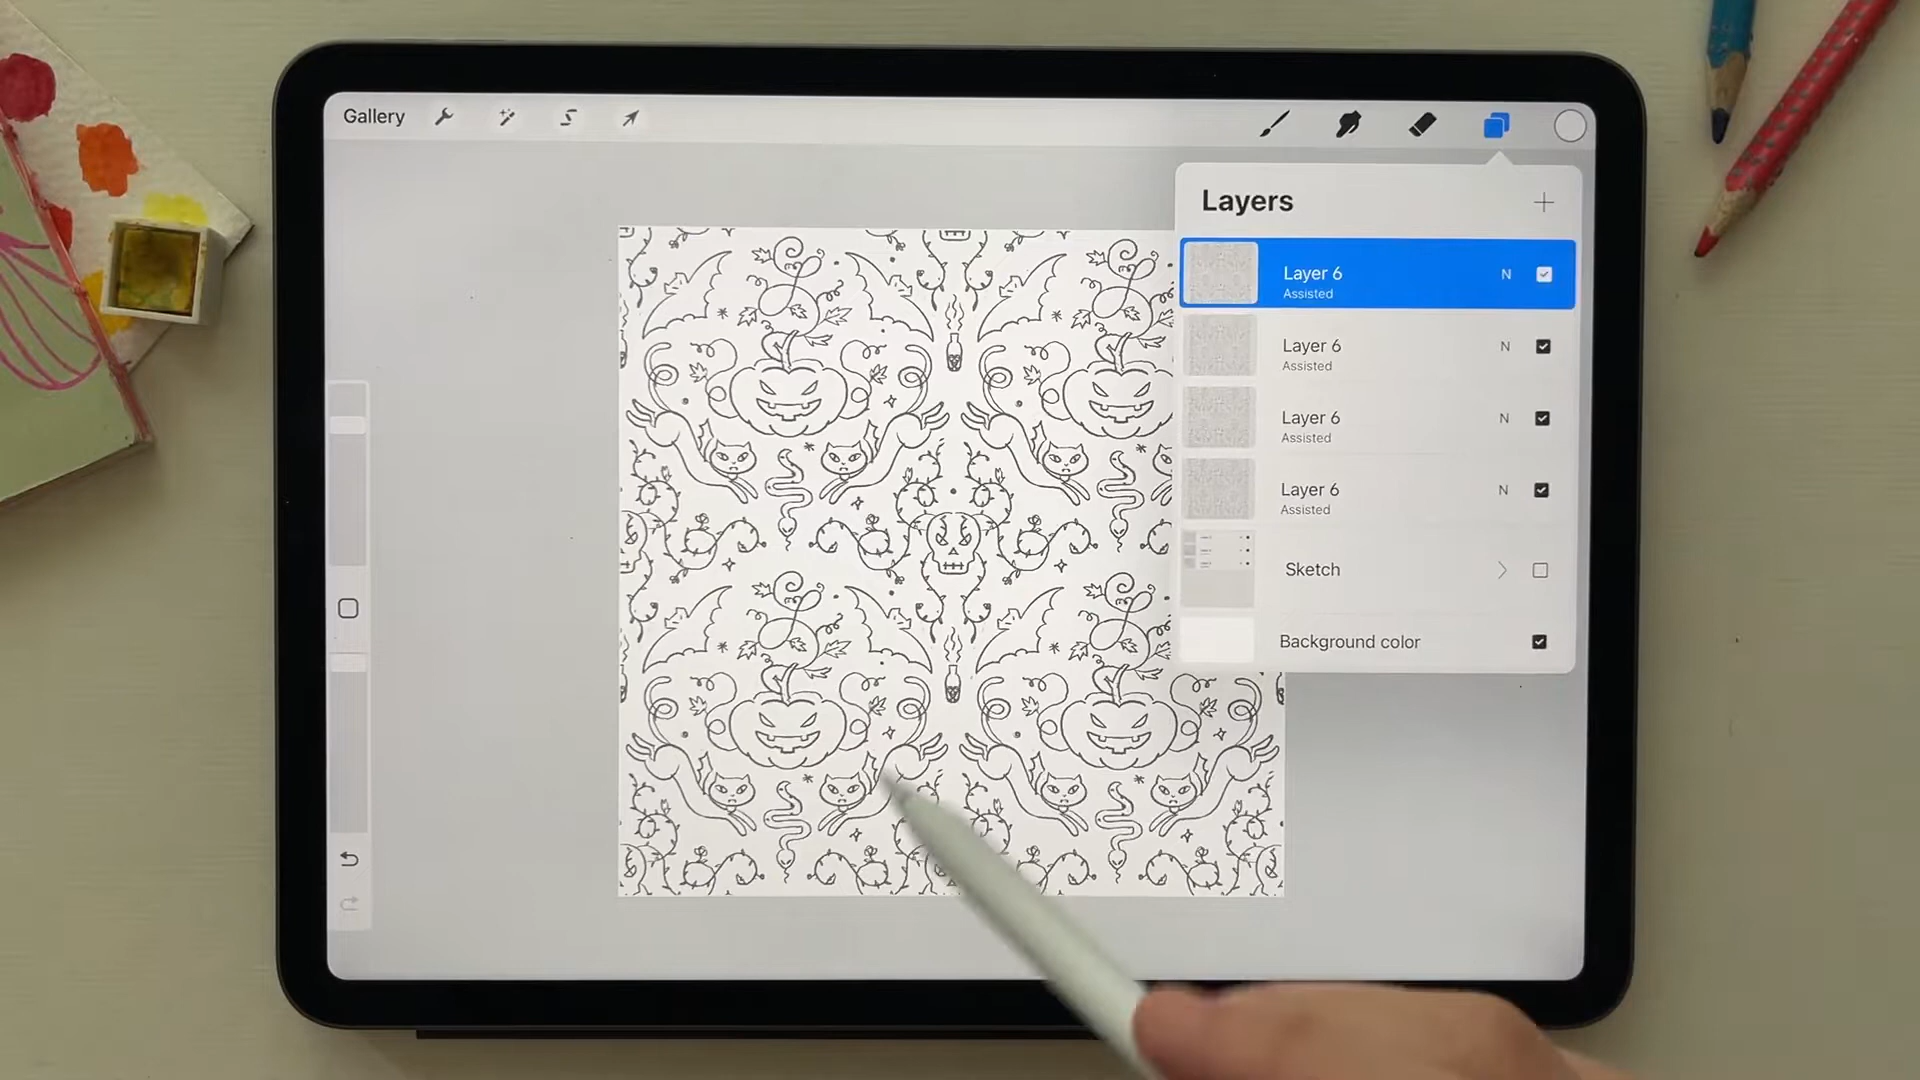 Gallery
Layers
Layer 6
N
Assisted
Layer 6
N
Assisted
Layer 6
N
Assisted
Layer 6
N
Assisted
Sketch
Background color